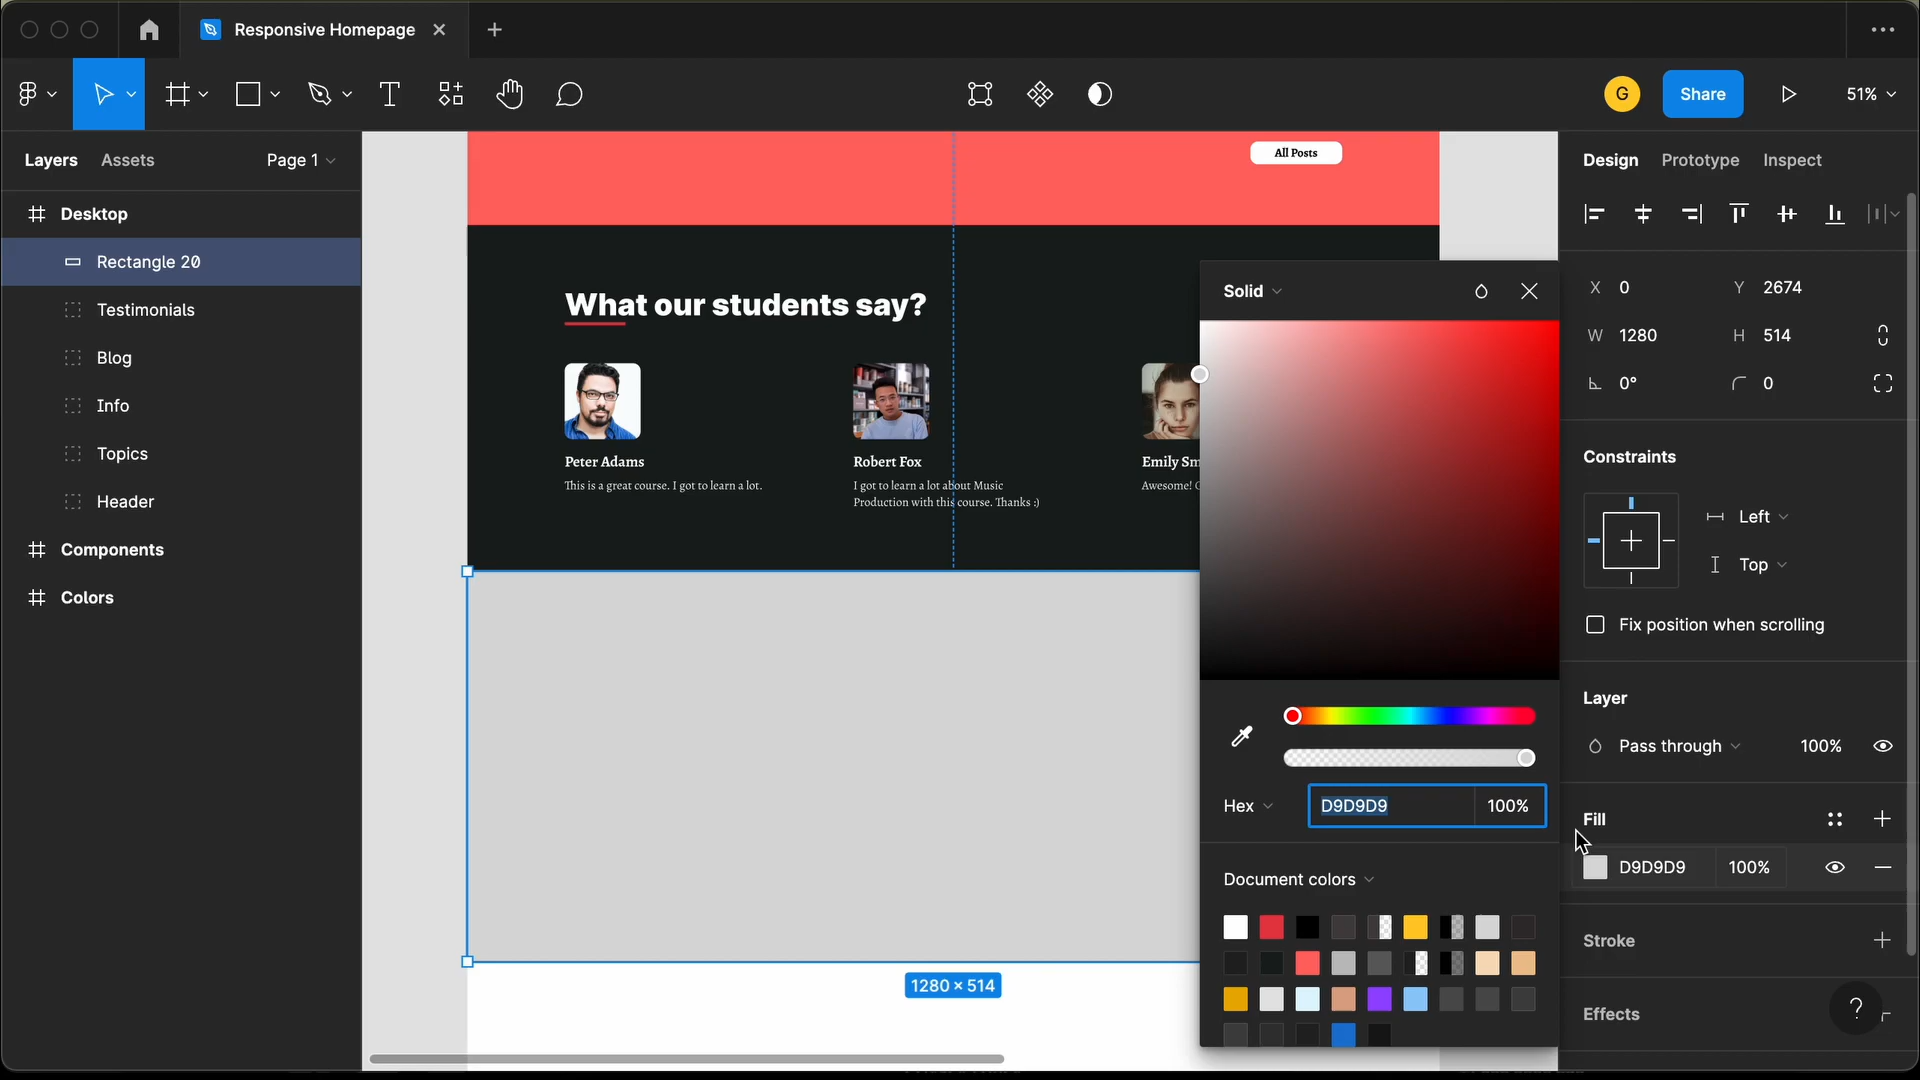 Responsive Homepage
G
Share
51%
Layers
Assets
Page 1
Desktop
Rectangle 20
Testimonials
Blog
Info
Topics
Header
Components
Colors
All Posts
What our students say?
Peter Adams
This is a great course. I got to learn a lot.
Robert Fox
I got to learn a lot about Music
Production with this course. Thanks :)
Emily Sm
Awesome!
1280 × 514
Solid
Hex
D9D9D9
100%
Document colors
Design
Prototype
Inspect
X 0
Y 2674
W 1280
H 514
0°
0
Constraints
Left
Top
Fix position when scrolling
Layer
Pass through
100%
Fill
D9D9D9
100%
Stroke
Effects
?